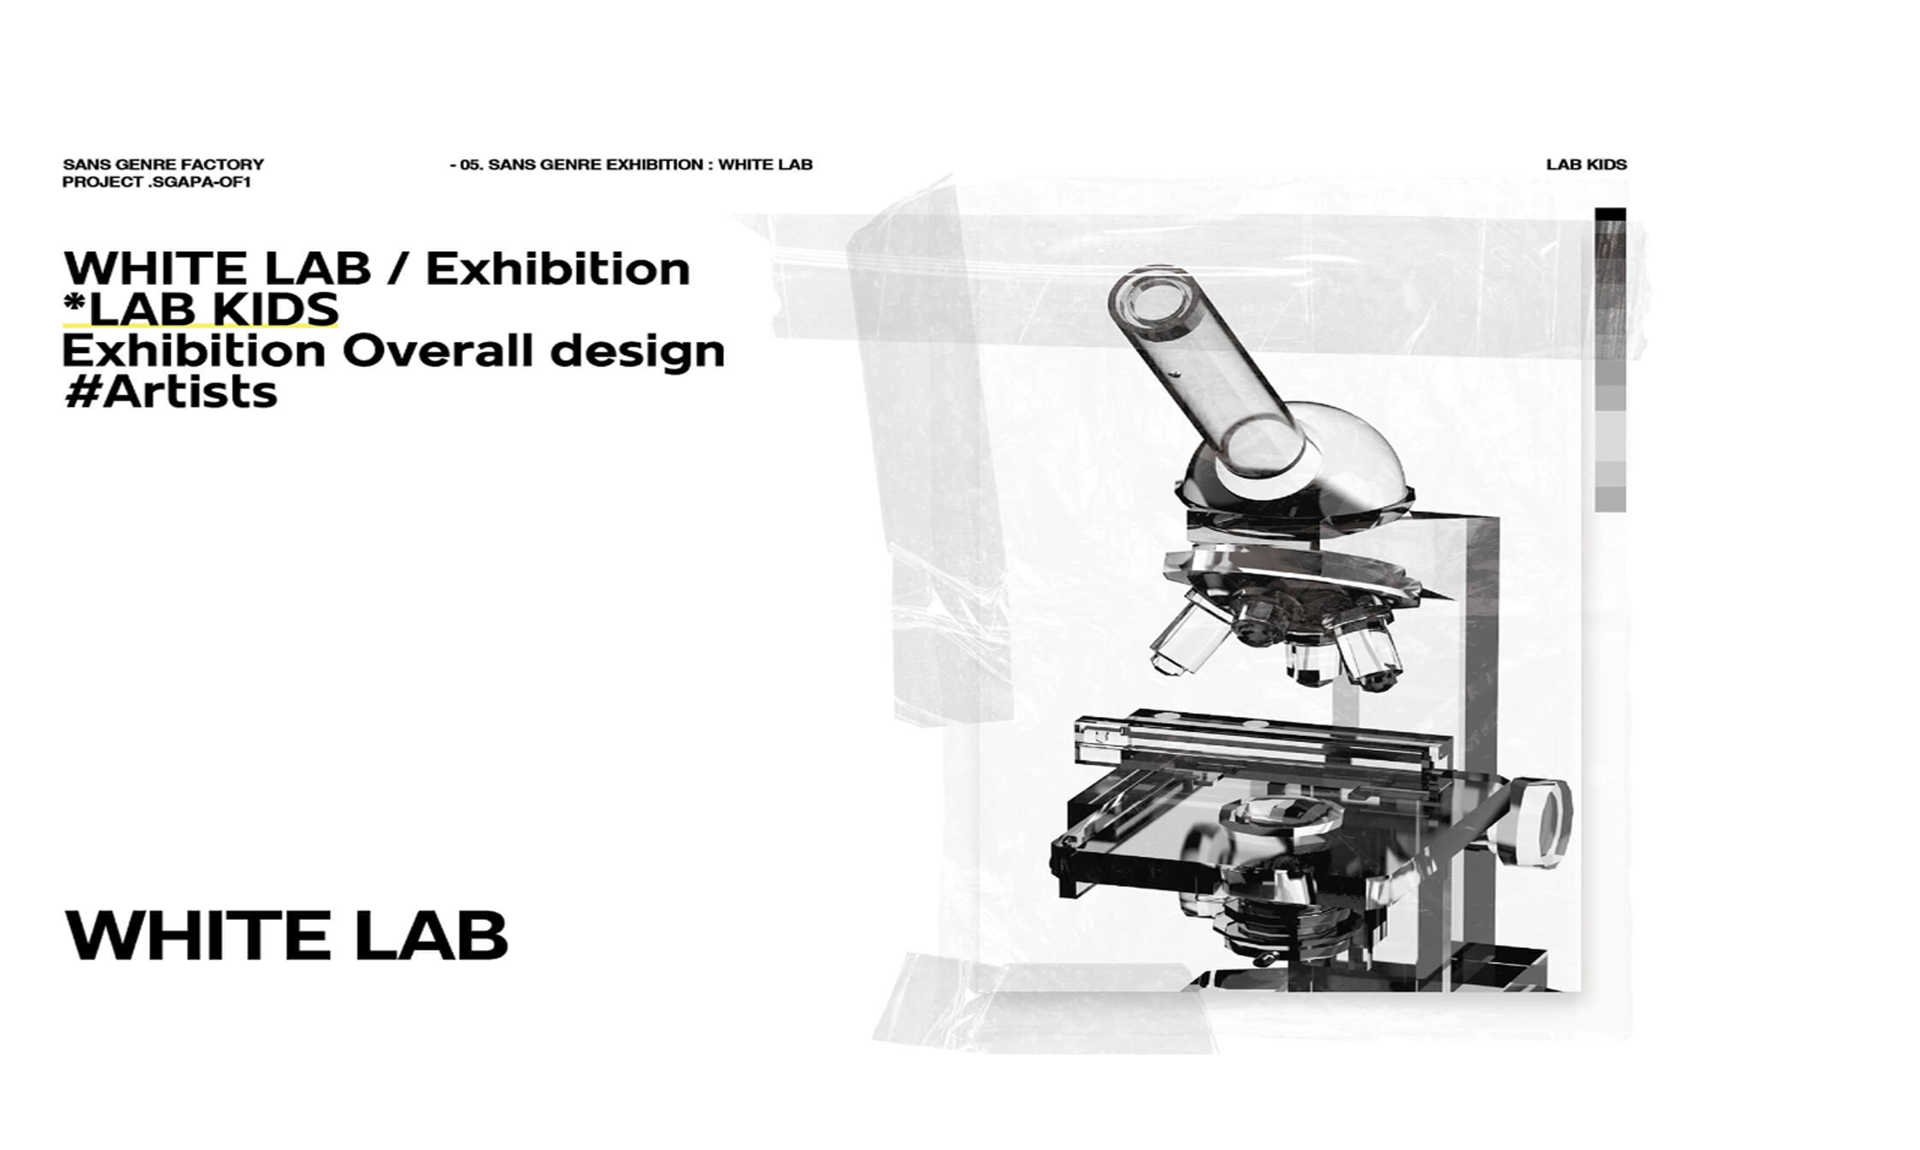 SANS GENRE FACTORY
PROJECT .SGAPA-OF1
- 05. SANS GENRE EXHIBITION : WHITE LAB
LAB KIDS
WHITE LAB / Exhibition
*LAB KIDS
Exhibition Overall design
#Artists
WHITE LAB